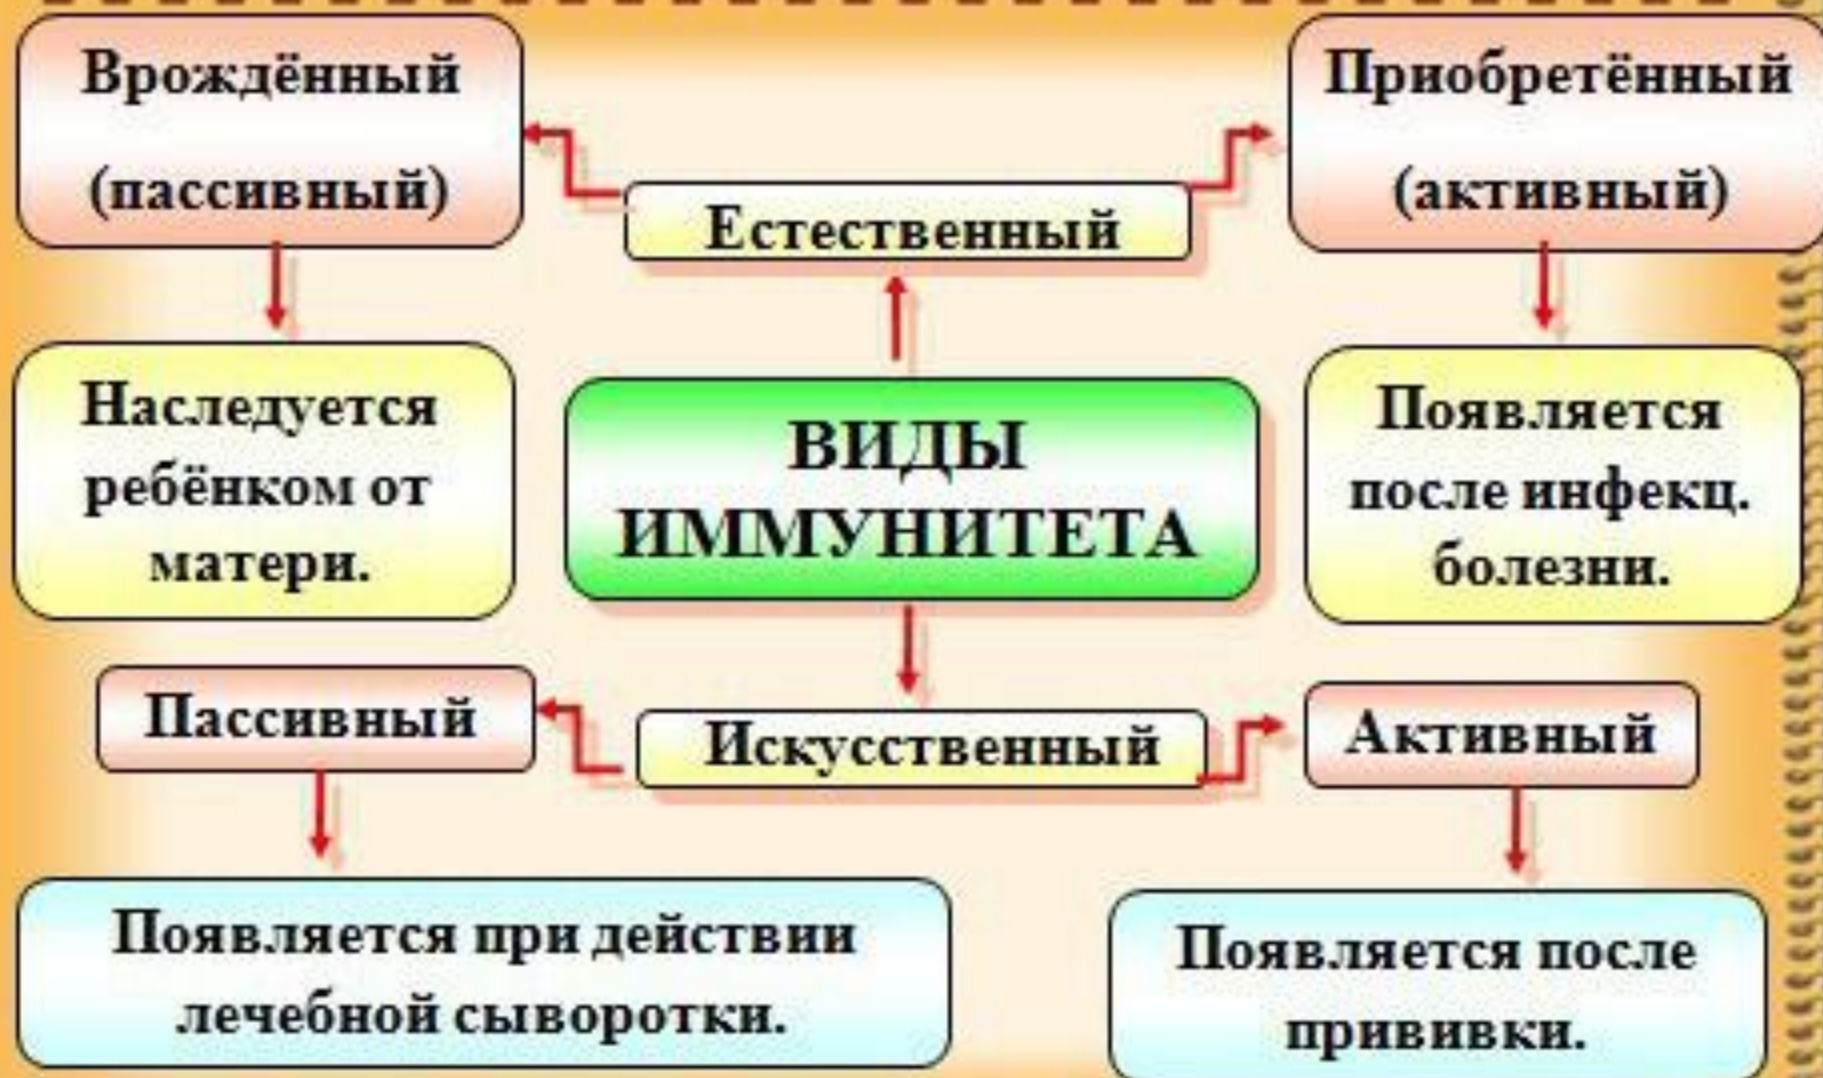 Врождённый
(пассивный)
Естественный
Приобретённый
(активный)
Наследуется
ребёнком от
матери.
ВИДЫ
ИММУНИТЕТА
Появляется
после инфекц.
болезни.
Пассивный
Искусственный
Активный
Появляется при действии
лечебной сыворотки.
Появляется после
прививки.